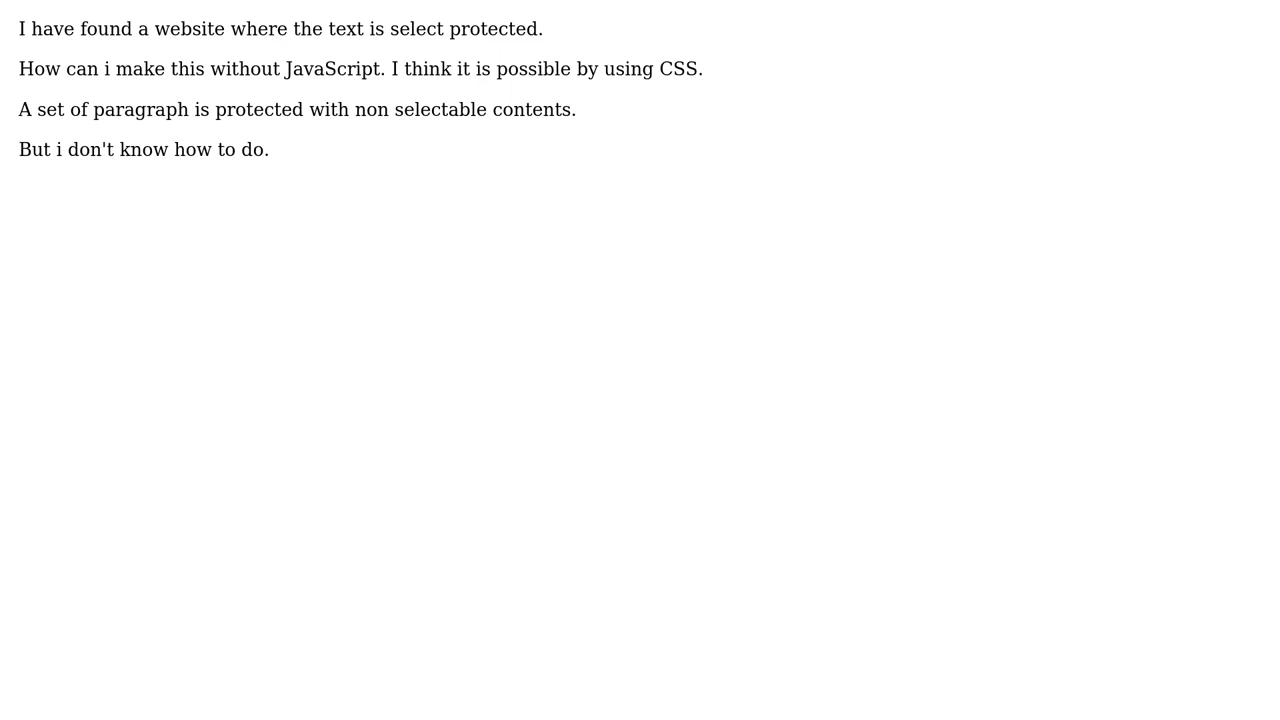 I have found a website where the text is select protected.
How can i make this without JavaScript. I think it is possible by using CSS.
A set of paragraph is protected with non selectable contents.
But i don't know how to do.